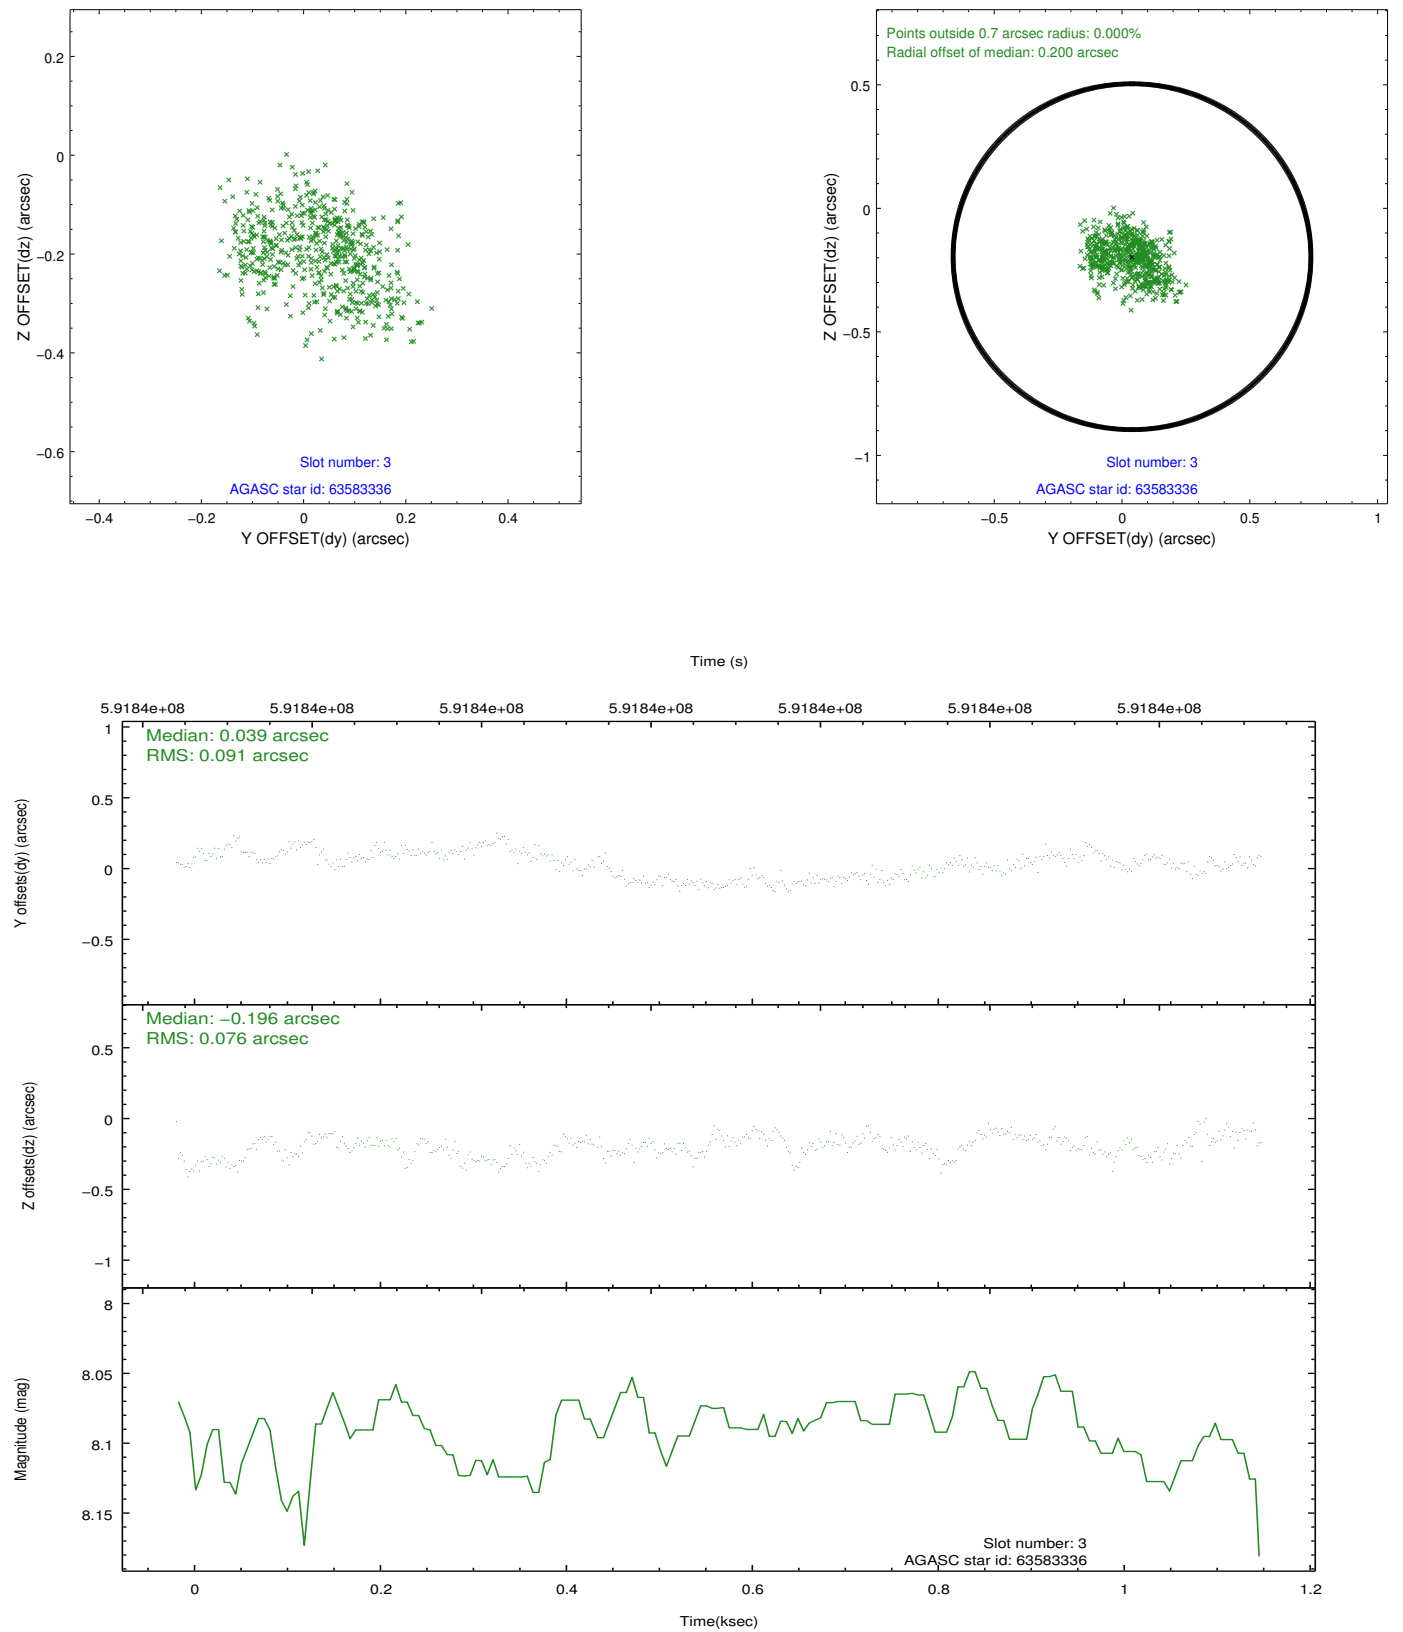 0.2
0
−0.2
−0.4
−0.6
Z OFFSET(dz) (arcsec)
Slot number: 3
AGASC star id: 63583336
−0.4 −0.2 0 0.2 0.4
Y OFFSET(dy) (arcsec)
Points outside 0.7 arcsec radius: 0.000%
Radial offset of median: 0.200 arcsec
0.5
0
−0.5
−1
Z OFFSET(dz) (arcsec)
Slot number: 3
AGASC star id: 63583336
−0.5 0 0.5 1
Y OFFSET(dy) (arcsec)
Time (s)
5.9184e+08 5.9184e+08 5.9184e+08 5.9184e+08 5.9184e+08 5.9184e+08 5.9184e+08
Median: 0.039 arcsec
RMS: 0.091 arcsec
1
0.5
0
−0.5
Y offsets(dy) (arcsec)
Median: −0.196 arcsec
RMS: 0.076 arcsec
0.5
0
−0.5
−1
Z offsets(dz) (arcsec)
8
8.05
8.1
8.15
Magnitude (mag)
Slot number: 3
AGASC star id: 63583336
0 0.2 0.4 0.6 0.8 1 1.2
Time(ksec)